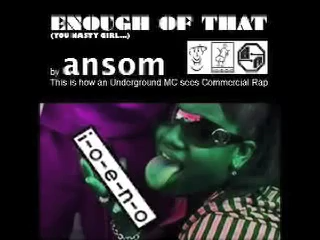 ENOUGH OF THAT
(YOU NASTY GIRL...)
by ansom
This is how an Underground MC sees Commercial Rap
i-o-e-n-o